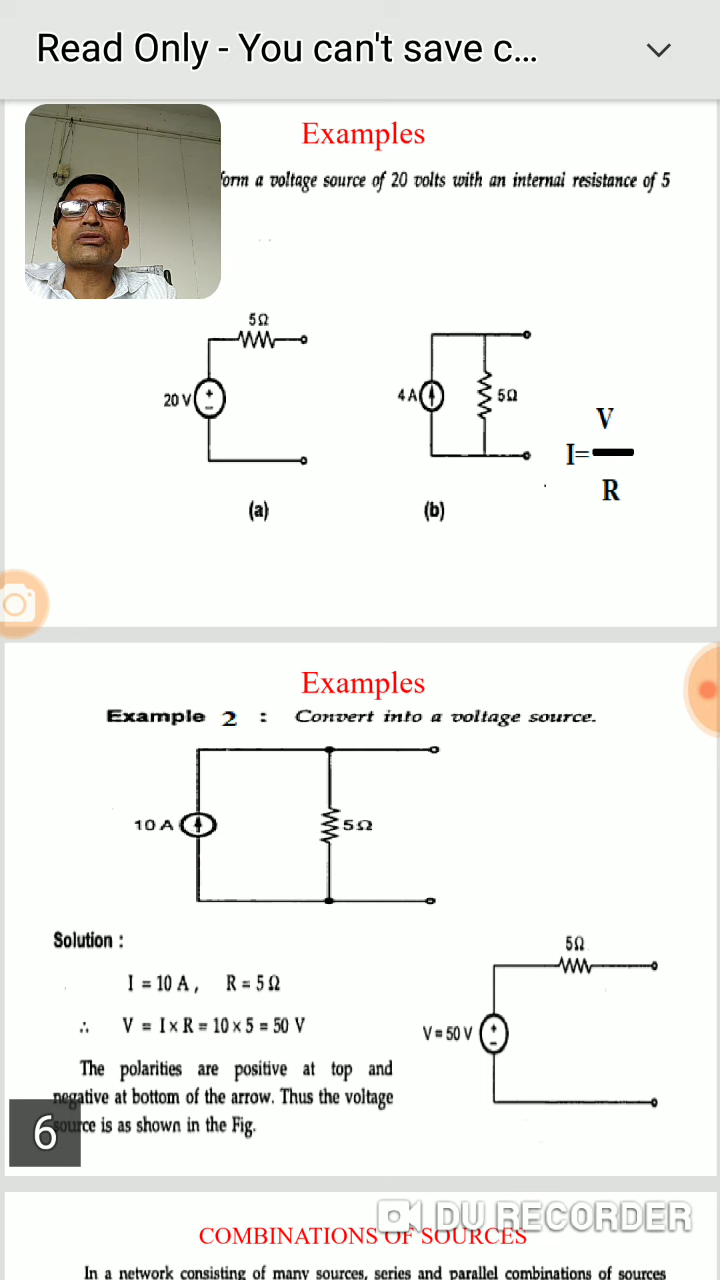 Read Only - You can't save c...
Examples
form a voltage source of 20 volts with an internal resistance of 5
5Ω
20 V
+
−
4 A
5Ω
I=
V
R
(a)
(b)
Examples
Example 2 : Convert into a voltage source.
10 A
5Ω
Solution :
I = 10 A , R = 5 Ω
∴ V = I × R = 10 × 5 = 50 V
The polarities are positive at top and
negative at bottom of the arrow. Thus the voltage
source is as shown in the Fig.
5Ω
V = 50 V
+
−
6
DU RECORDER
COMBINATIONS OF SOURCES
In a network consisting of many sources, series and parallel combinations of sources